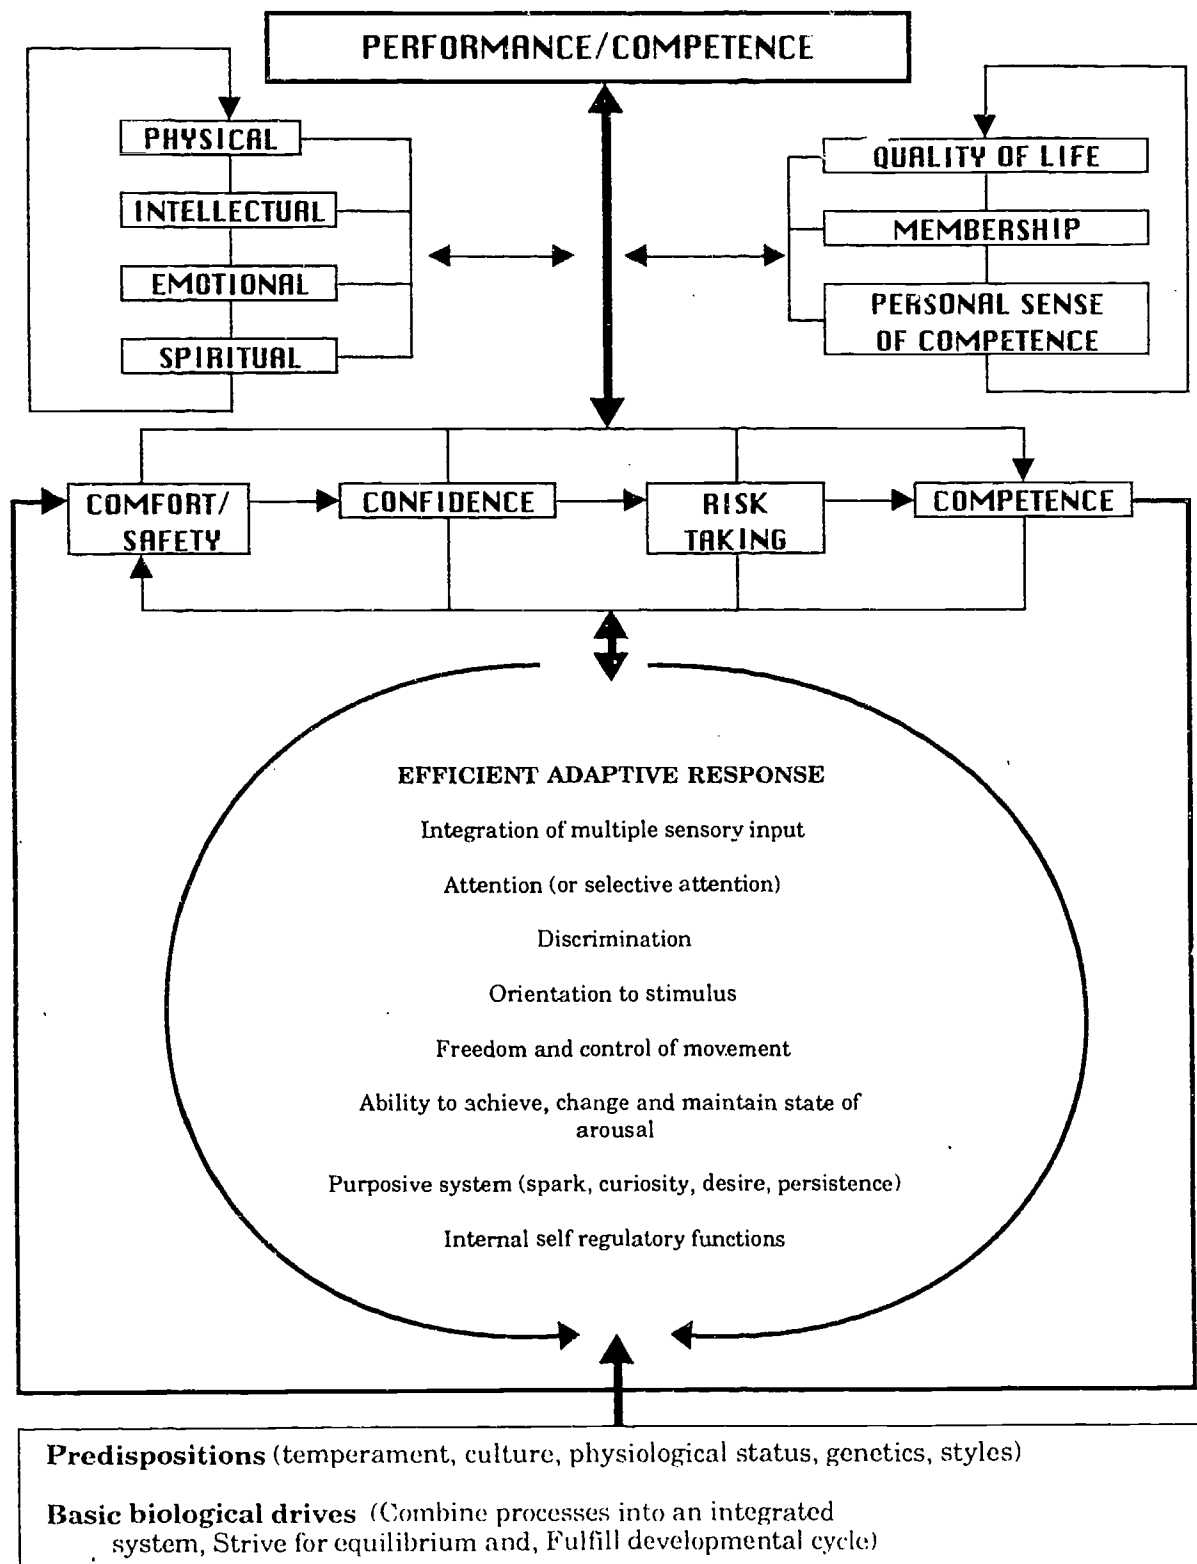 PERFORMANCE/COMPETENCE
PHYSICAL
INTELLECTUAL
EMOTIONAL
SPIRITUAL
QUALITY OF LIFE
MEMBERSHIP
PERSONAL SENSE
OF COMPETENCE
COMFORT/
SAFETY
CONFIDENCE
RISK
TAKING
COMPETENCE
EFFICIENT ADAPTIVE RESPONSE
Integration of multiple sensory input
Attention (or selective attention)
Discrimination
Orientation to stimulus
Freedom and control of movement
Ability to achieve, change and maintain state of
arousal
Purposive system (spark, curiosity, desire, persistence)
Internal self regulatory functions
Predispositions (temperament, culture, physiological status, genetics, styles)
Basic biological drives (Combine processes into an integrated
system, Strive for equilibrium and, Fulfill developmental cycle)